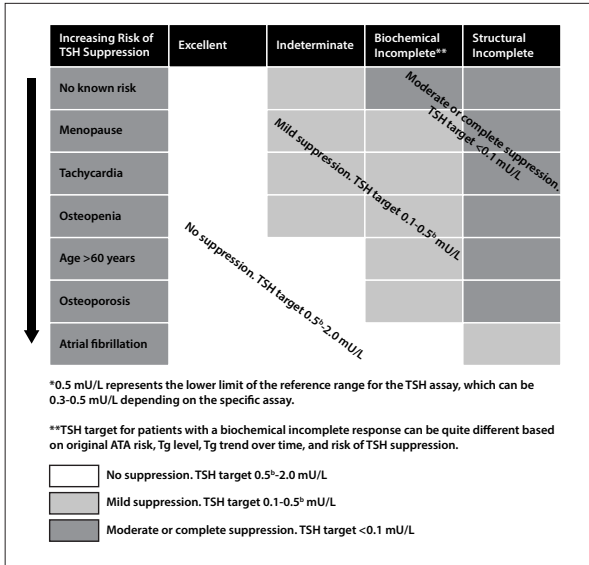 Increasing Risk of
TSH Suppression
Excellent
Indeterminate
Biochemical
Incomplete**
Structural
Incomplete
No known risk
Menopause
Tachycardia
Osteopenia
Age >60 years
Osteoporosis
Atrial fibrillation
Moderate or complete suppression.
TSH target <0.1 mU/L
Mild suppression. TSH target 0.1-0.5ᵇ mU/L
No suppression. TSH target 0.5ᵇ-2.0 mU/L
*0.5 mU/L represents the lower limit of the reference range for the TSH assay, which can be
0.3-0.5 mU/L depending on the specific assay.
**TSH target for patients with a biochemical incomplete response can be quite different based
on original ATA risk, Tg level, Tg trend over time, and risk of TSH suppression.
No suppression. TSH target 0.5ᵇ-2.0 mU/L
Mild suppression. TSH target 0.1-0.5ᵇ mU/L
Moderate or complete suppression. TSH target <0.1 mU/L